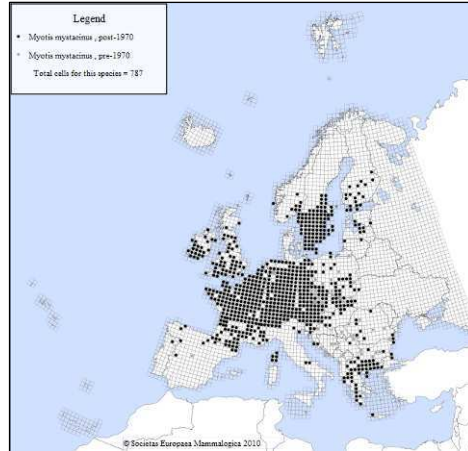 Legend
Myotis mystacinus , post-1970
Myotis mystacinus , pre-1970
Total cells for this species = 787
© Societas Europaea Mammalogica 2010